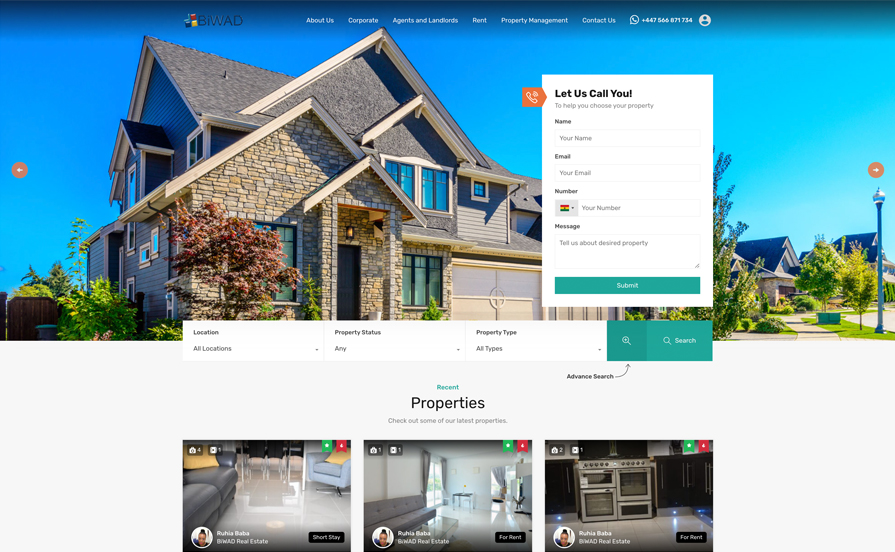 BiWAD
About Us
Corporate
Agents and Landlords
Rent
Property Management
Contact Us
+447 566 871 734
Let Us Call You!
To help you choose your property
Name
Your Name
Email
Your Email
Number
Your Number
Message
Tell us about desired property
Submit
Location
All Locations
Property Status
Any
Property Type
All Types
Search
Advance Search
Recent
Properties
Check out some of our latest properties.
4
1
Ruhia Baba
BiWAD Real Estate
Short Stay
1
1
Ruhia Baba
BiWAD Real Estate
For Rent
2
1
Ruhia Baba
BiWAD Real Estate
For Rent